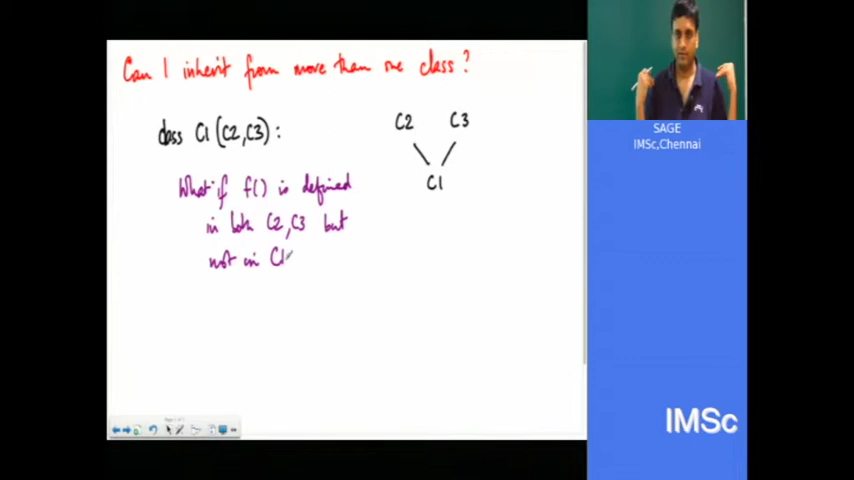 Can I inherit from more than one class?
class C1(C2,C3):
C2 C3
C1
What if f() is defined
in both C2,C3 but
not in C1
SAGE
IMSc,Chennai
IMSc